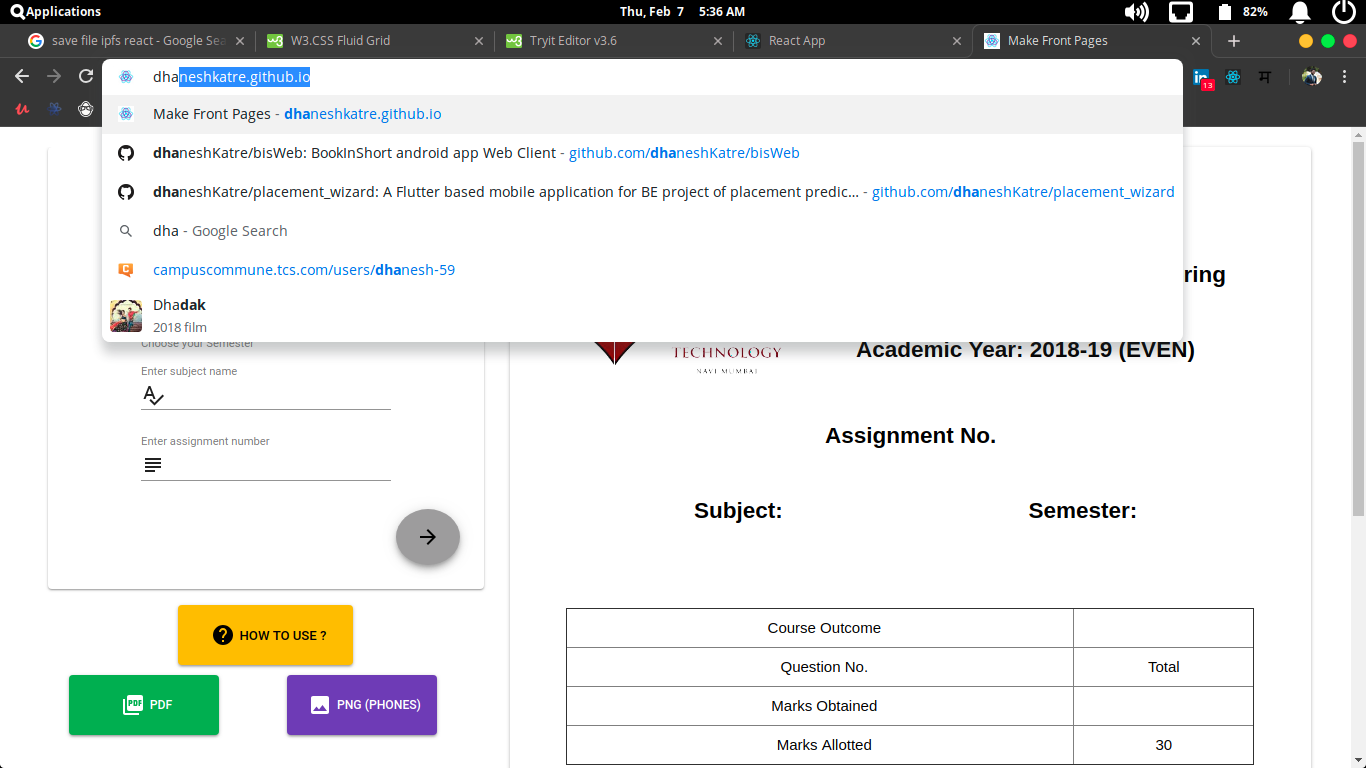 Applications
Thu, Feb 7 5:36 AM
82%
save file ipfs react - Google Sea
W3.CSS Fluid Grid
Tryit Editor v3.6
React App
Make Front Pages
dhaneshkatre.github.io
13
म
Make Front Pages - dhaneshkatre.github.io
dhaneshKatre/bisWeb: BookInShort android app Web Client - github.com/dhaneshKatre/bisWeb
dhaneshKatre/placement_wizard: A Flutter based mobile application for BE project of placement predic... - github.com/dhaneshKatre/placement_wizard
dha - Google Search
campuscommune.tcs.com/users/dhanesh-59
Dhadak
2018 film
Choose your Semester
Enter subject name
Enter assignment number
HOW TO USE ?
PDF
PNG (PHONES)
ring
TECHNOLOGY
NAVI MUMBAI
Academic Year: 2018-19 (EVEN)
Assignment No.
Subject: Semester:
Course Outcome
Question No. Total
Marks Obtained
Marks Allotted 30